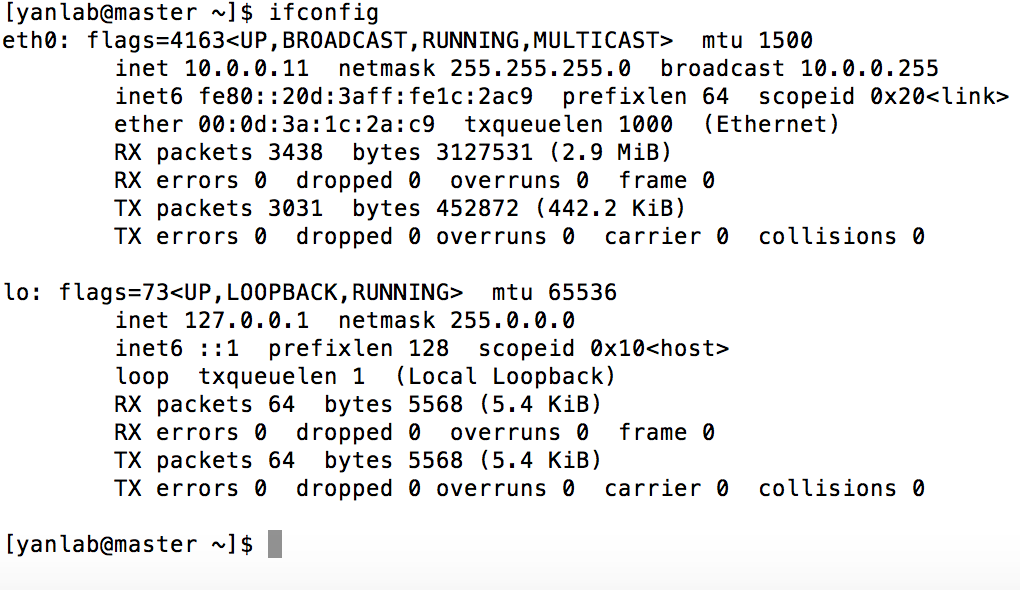 [yanlab@master ~]$ ifconfig
eth0: flags=4163<UP,BROADCAST,RUNNING,MULTICAST>  mtu 1500
        inet 10.0.0.11  netmask 255.255.255.0  broadcast 10.0.0.255
        inet6 fe80::20d:3aff:fe1c:2ac9  prefixlen 64  scopeid 0x20<link>
        ether 00:0d:3a:1c:2a:c9  txqueuelen 1000  (Ethernet)
        RX packets 3438  bytes 3127531 (2.9 MiB)
        RX errors 0  dropped 0  overruns 0  frame 0
        TX packets 3031  bytes 452872 (442.2 KiB)
        TX errors 0  dropped 0 overruns 0  carrier 0  collisions 0

lo: flags=73<UP,LOOPBACK,RUNNING>  mtu 65536
        inet 127.0.0.1  netmask 255.0.0.0
        inet6 ::1  prefixlen 128  scopeid 0x10<host>
        loop  txqueuelen 1  (Local Loopback)
        RX packets 64  bytes 5568 (5.4 KiB)
        RX errors 0  dropped 0  overruns 0  frame 0
        TX packets 64  bytes 5568 (5.4 KiB)
        TX errors 0  dropped 0 overruns 0  carrier 0  collisions 0

[yanlab@master ~]$